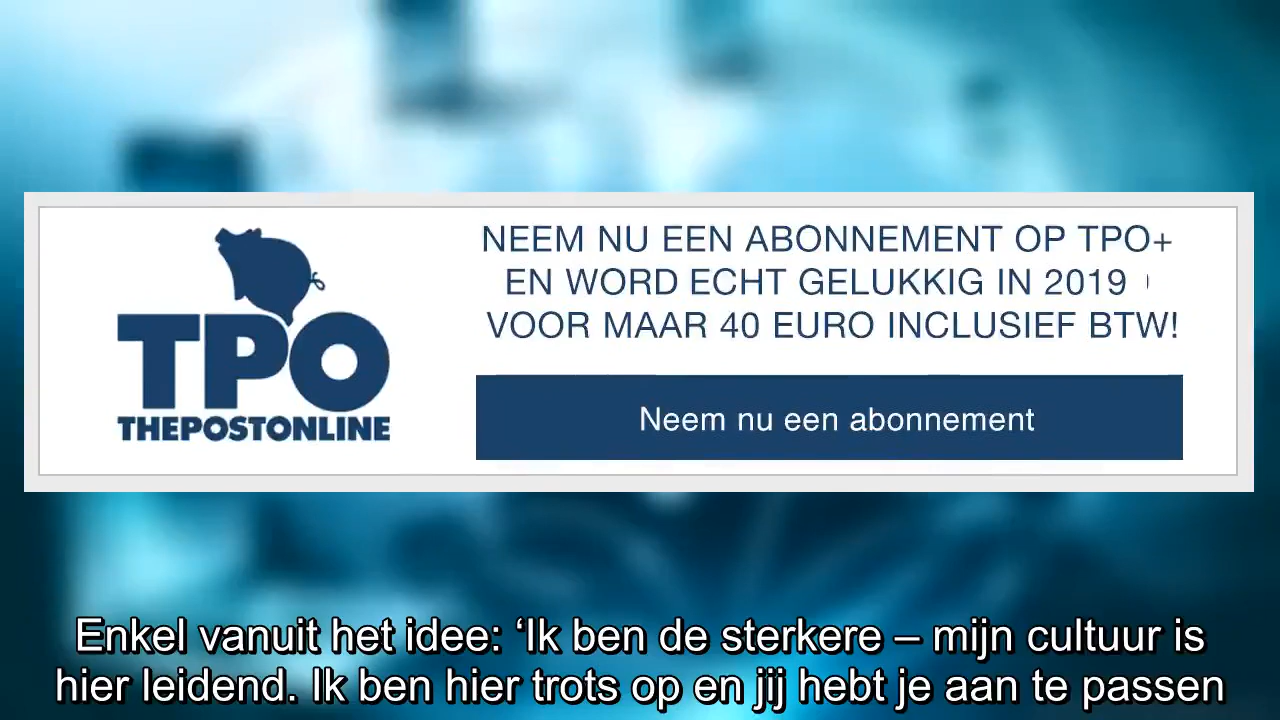 TPO
THEPOSTONLINE
NEEM NU EEN ABONNEMENT OP TPO+
EN WORD ECHT GELUKKIG IN 2019
VOOR MAAR 40 EURO INCLUSIEF BTW!
Neem nu een abonnement
Enkel vanuit het idee: ‘Ik ben de sterkere – mijn cultuur is
hier leidend. Ik ben hier trots op en jij hebt je aan te passen